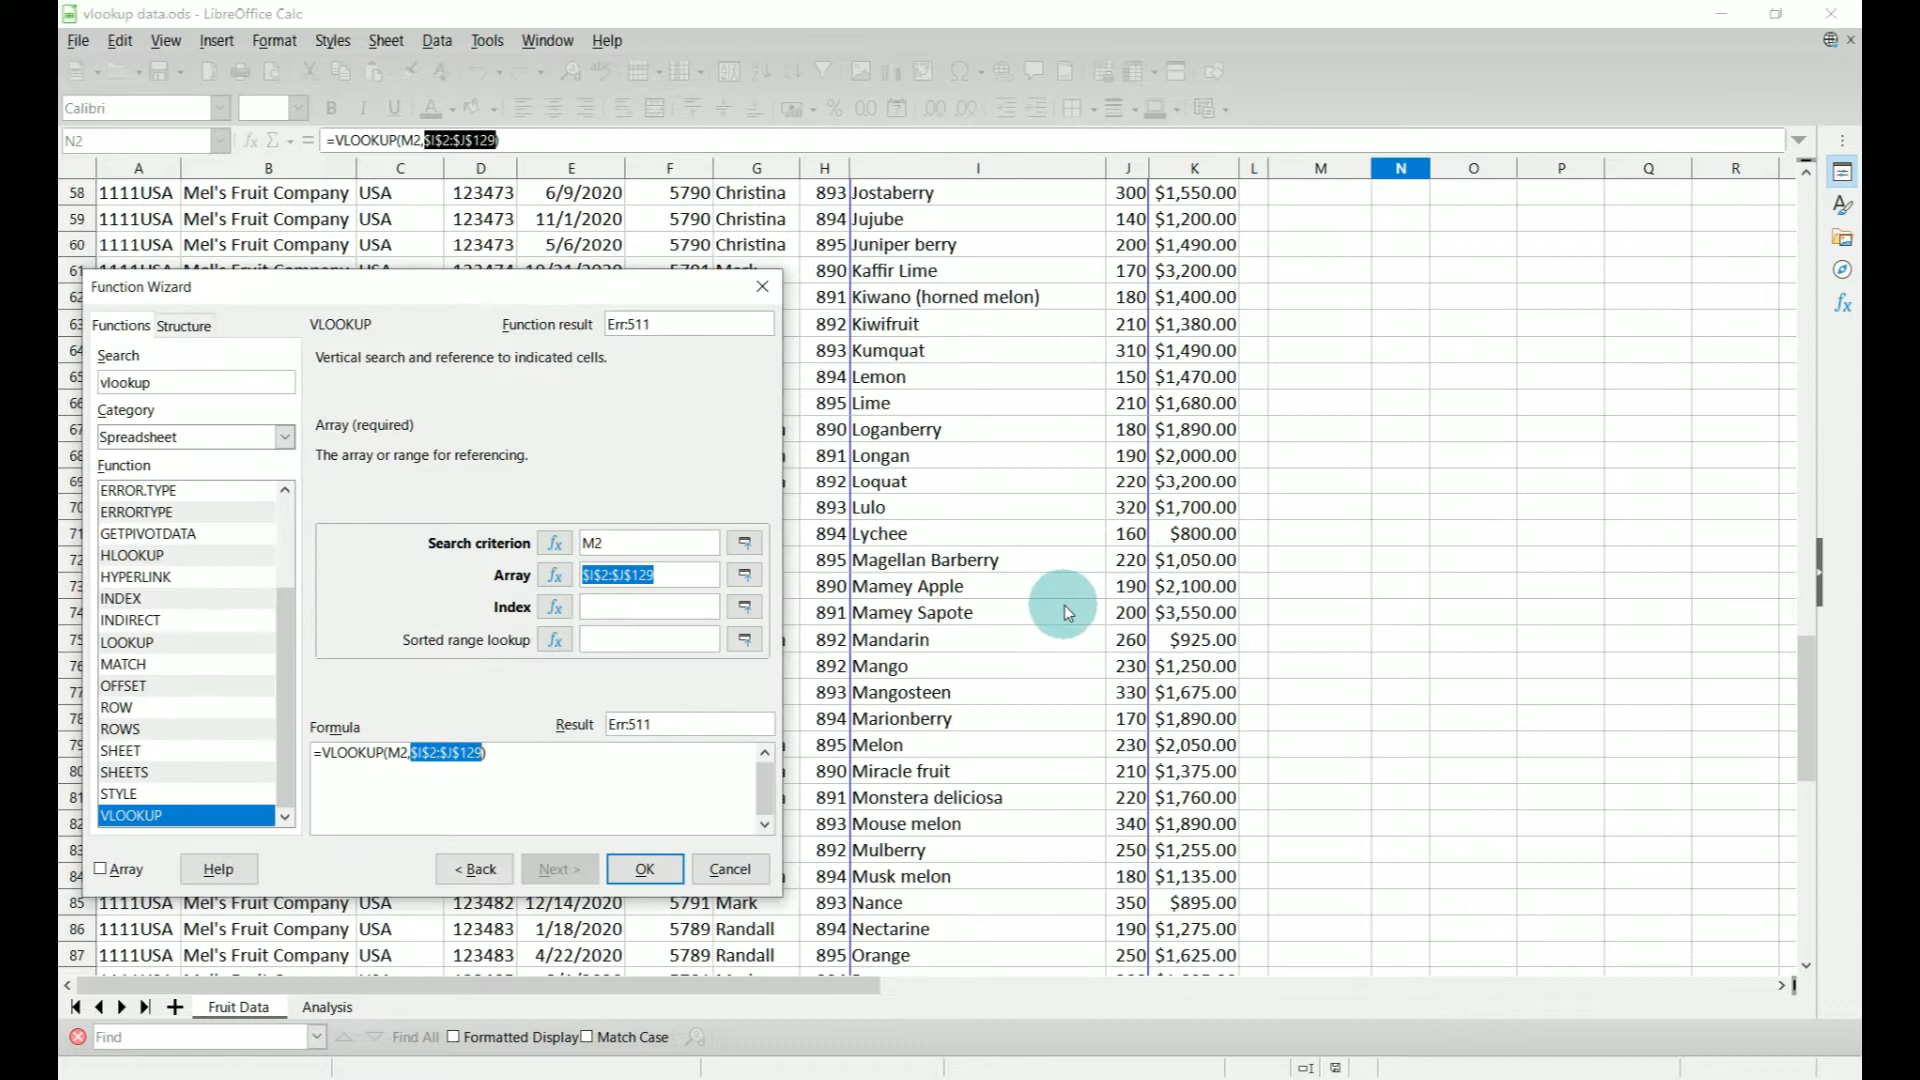 vlookup data.ods - LibreOffice Calc
File Edit View Insert Format Styles Sheet Data Tools Window Help
Calibri
N2 =VLOOKUP(M2,$I$2:$J$129)
A B C D E F G H I J K L M N O P Q R
58 1111USA Mel's Fruit Company USA 123473 6/9/2020 5790 Christina 893 Jostaberry 300 $1,550.00
59 1111USA Mel's Fruit Company USA 123473 11/1/2020 5790 Christina 894 Jujube 140 $1,200.00
60 1111USA Mel's Fruit Company USA 123473 5/6/2020 5790 Christina 895 Juniper berry 200 $1,490.00
61 890 Kaffir Lime 170 $3,200.00
891 Kiwano (horned melon) 180 $1,400.00
892 Kiwifruit 210 $1,380.00
893 Kumquat 310 $1,490.00
894 Lemon 150 $1,470.00
895 Lime 210 $1,680.00
890 Loganberry 180 $1,890.00
891 Longan 190 $2,000.00
892 Loquat 220 $3,200.00
893 Lulo 320 $1,700.00
894 Lychee 160 $800.00
895 Magellan Barberry 220 $1,050.00
890 Mamey Apple 190 $2,100.00
891 Mamey Sapote 200 $3,550.00
892 Mandarin 260 $925.00
892 Mango 230 $1,250.00
893 Mangosteen 330 $1,675.00
894 Marionberry 170 $1,890.00
895 Melon 230 $2,050.00
890 Miracle fruit 210 $1,375.00
891 Monstera deliciosa 220 $1,760.00
893 Mouse melon 340 $1,890.00
892 Mulberry 250 $1,255.00
894 Musk melon 180 $1,135.00
85 1111USA Mel's Fruit Company USA 123482 12/14/2020 5791 Mark 893 Nance 350 $895.00
86 1111USA Mel's Fruit Company USA 123483 1/18/2020 5789 Randall 894 Nectarine 190 $1,275.00
87 1111USA Mel's Fruit Company USA 123483 4/22/2020 5789 Randall 895 Orange 250 $1,625.00
Function Wizard
Functions Structure
VLOOKUP Function result Err:511
Search
Vertical search and reference to indicated cells.
vlookup
Category
Array (required)
Spreadsheet
The array or range for referencing.
Function
ERROR.TYPE
ERRORTYPE
GETPIVOTDATA
HLOOKUP
HYPERLINK
INDEX
INDIRECT
LOOKUP
MATCH
OFFSET
ROW
ROWS
SHEET
SHEETS
STYLE
VLOOKUP
Search criterion fx M2
Array fx $I$2:$J$129
Index fx
Sorted range lookup fx
Formula Result Err:511
=VLOOKUP(M2,$I$2:$J$129)
Array Help < Back Next > OK Cancel
Fruit Data Analysis
Find Find All Formatted Display Match Case